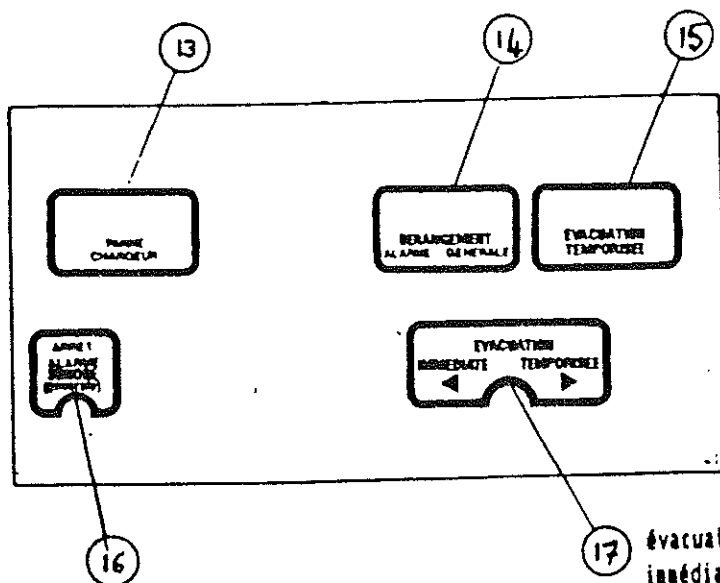 13
14
15
PANNE
CHARGEUR
DERANGEMENT
ALARME GENERALE
EVACUATION
TEMPORISEE
ARRET
ALARME
SONORE
EVACUATION
IMMEDIATE TEMPORISEE
16
17
évacuat
immédia